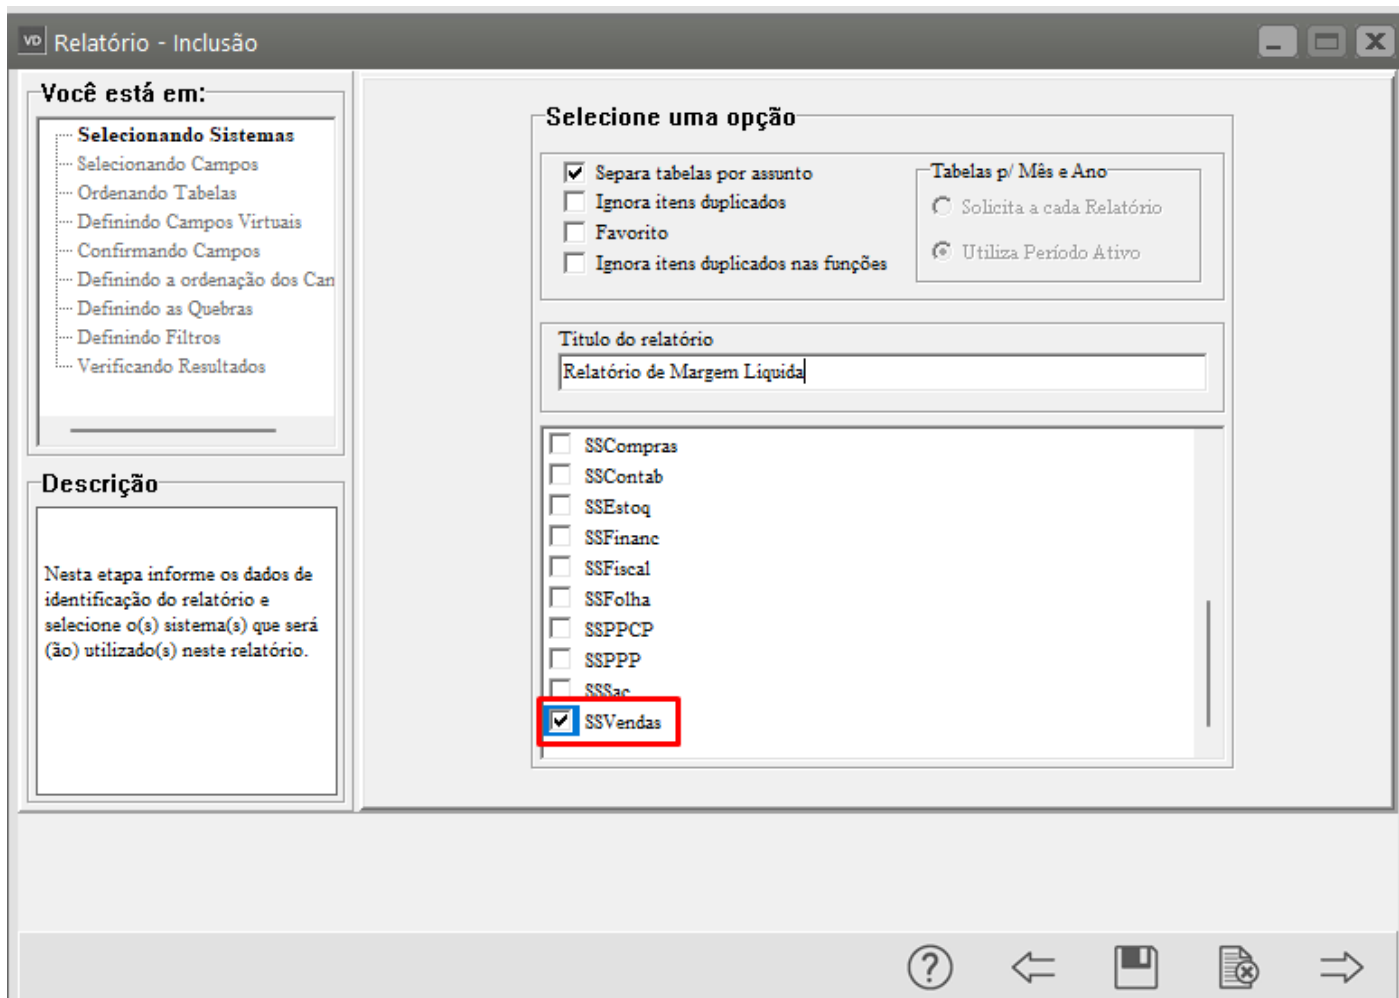 VD Relatório - Inclusão
Você está em:
Selecionando Sistemas
Selecionando Campos
Ordenando Tabelas
Definindo Campos Virtuais
Confirmando Campos
Definindo a ordenação dos Can
Definindo as Quebras
Definindo Filtros
Verificando Resultados
Descrição
Nesta etapa informe os dados de
identificação do relatório e
selecione o(s) sistema(s) que será
(ão) utilizado(s) neste relatório.
Selecione uma opção
Separa tabelas por assunto
Ignora itens duplicados
Favorito
Ignora itens duplicados nas funções
Tabelas p/ Mês e Ano
Solicita a cada Relatório
Utiliza Período Ativo
Título do relatório
Relatório de Margem Liquida
SSCompras
SSContab
SSEstoq
SSFinanc
SSFiscal
SSFolha
SSPPCP
SSPPP
SSSac
SSVendas